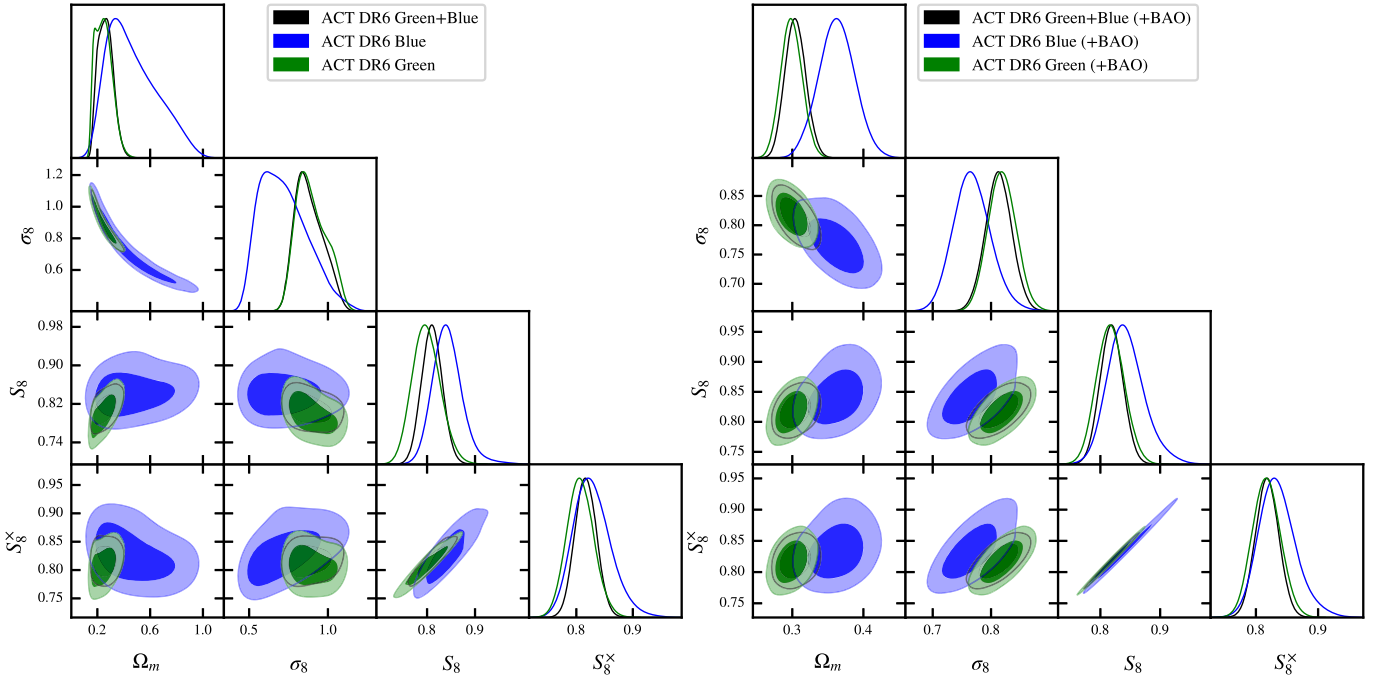 ACT DR6 Green+Blue
ACT DR6 Blue
ACT DR6 Green
1.2
1.0
0.8
0.6
σ₈
0.98
0.90
0.82
0.74
S₈
0.95
0.90
0.85
0.80
0.75
S₈ˣ
0.2 0.6 1.0
0.5 1.0
0.8 0.9
0.8 0.9
Ωₘ σ₈ S₈ S₈ˣ
ACT DR6 Green+Blue (+BAO)
ACT DR6 Blue (+BAO)
ACT DR6 Green (+BAO)
0.85
0.80
0.75
0.70
σ₈
0.95
0.90
0.85
0.80
0.75
S₈
0.95
0.90
0.85
0.80
0.75
S₈ˣ
0.3 0.4
0.7 0.8
0.8 0.9
0.8 0.9
Ωₘ σ₈ S₈ S₈ˣ